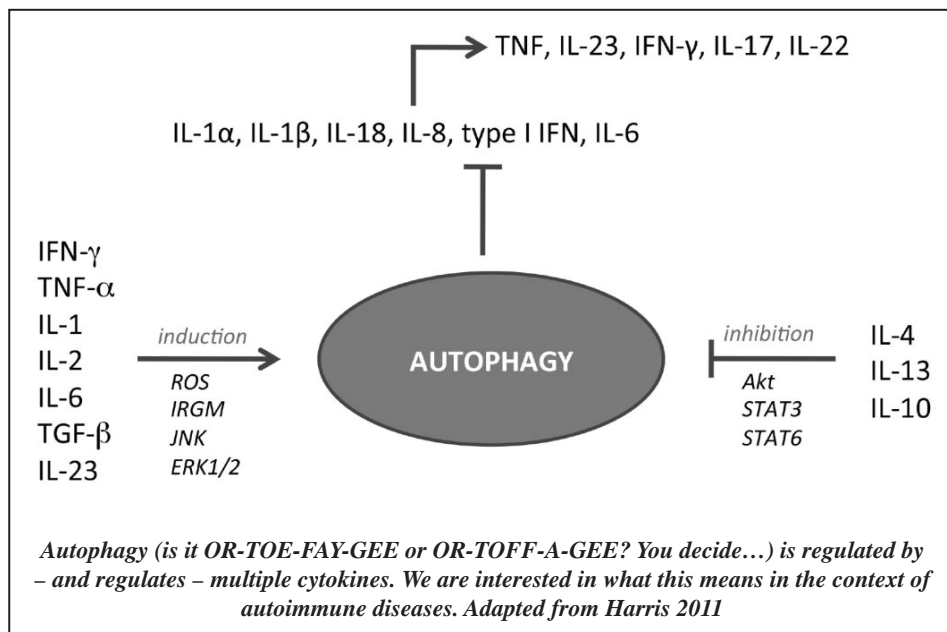 TNF, IL-23, IFN-γ, IL-17, IL-22
IL-1α, IL-1β, IL-18, IL-8, type I IFN, IL-6
IFN-γ
TNF-α
IL-1
IL-2
IL-6
TGF-β
IL-23
induction
ROS
IRGM
JNK
ERK1/2
AUTOPHAGY
inhibition
Akt
STAT3
STAT6
IL-4
IL-13
IL-10
Autophagy (is it OR-TOE-FAY-GEE or OR-TOFF-A-GEE? You decide…) is regulated by
– and regulates – multiple cytokines. We are interested in what this means in the context of
autoimmune diseases. Adapted from Harris 2011